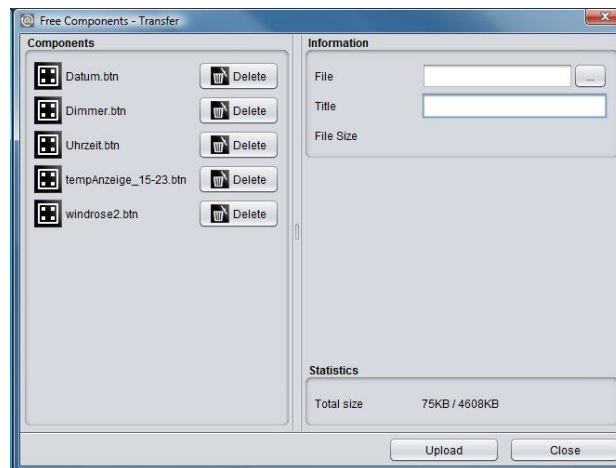 Free Components - Transfer
x
Components
Datum.btn Delete
Dimmer.btn Delete
Uhrzeit.btn Delete
tempAnzeige_15-23.btn Delete
windrose2.btn Delete
Information
File ...
Title
File Size
Statistics
Total size 75KB / 4608KB
Upload Close